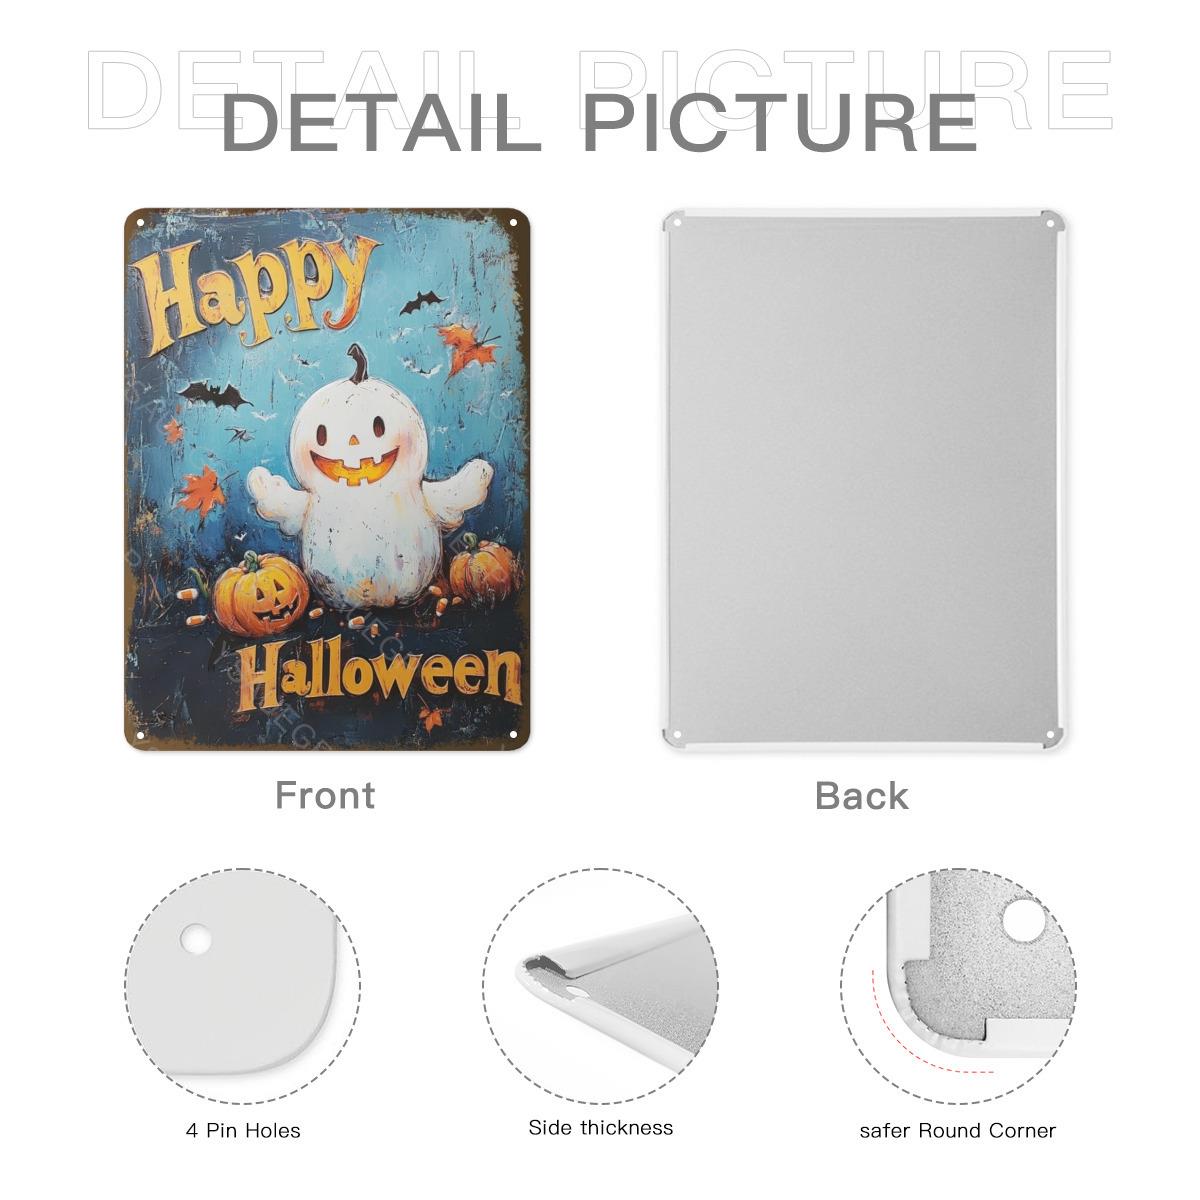 DETAIL PICTURE
DETAIL PICTURE
Happy
Halloween
Front
Back
4 Pin Holes
Side thickness
safer Round Corner